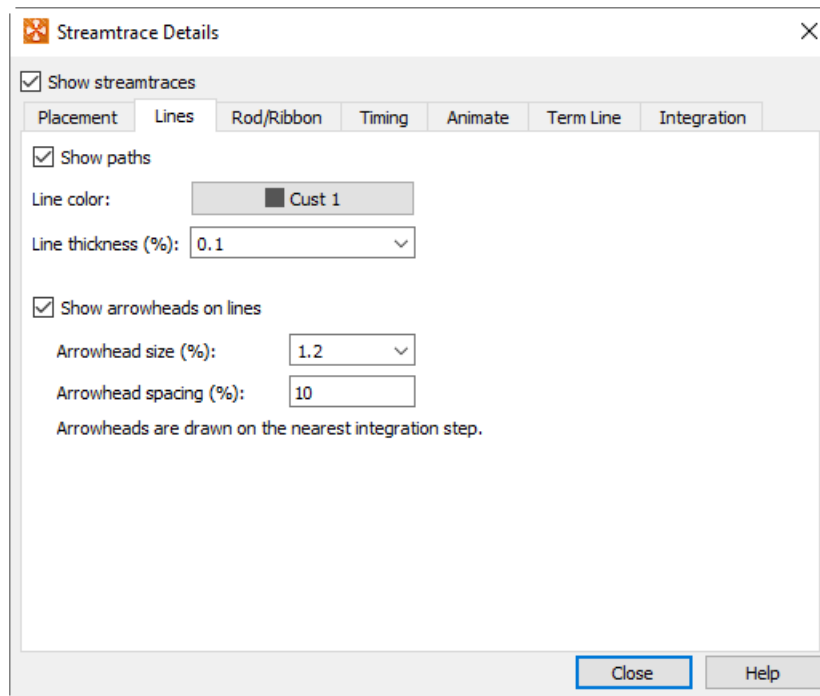 Streamtrace Details
Show streamtraces
Placement Lines Rod/Ribbon Timing Animate Term Line Integration
Show paths
Line color: Cust 1
Line thickness (%): 0.1
Show arrowheads on lines
Arrowhead size (%): 1.2
Arrowhead spacing (%): 10
Arrowheads are drawn on the nearest integration step.
Close Help